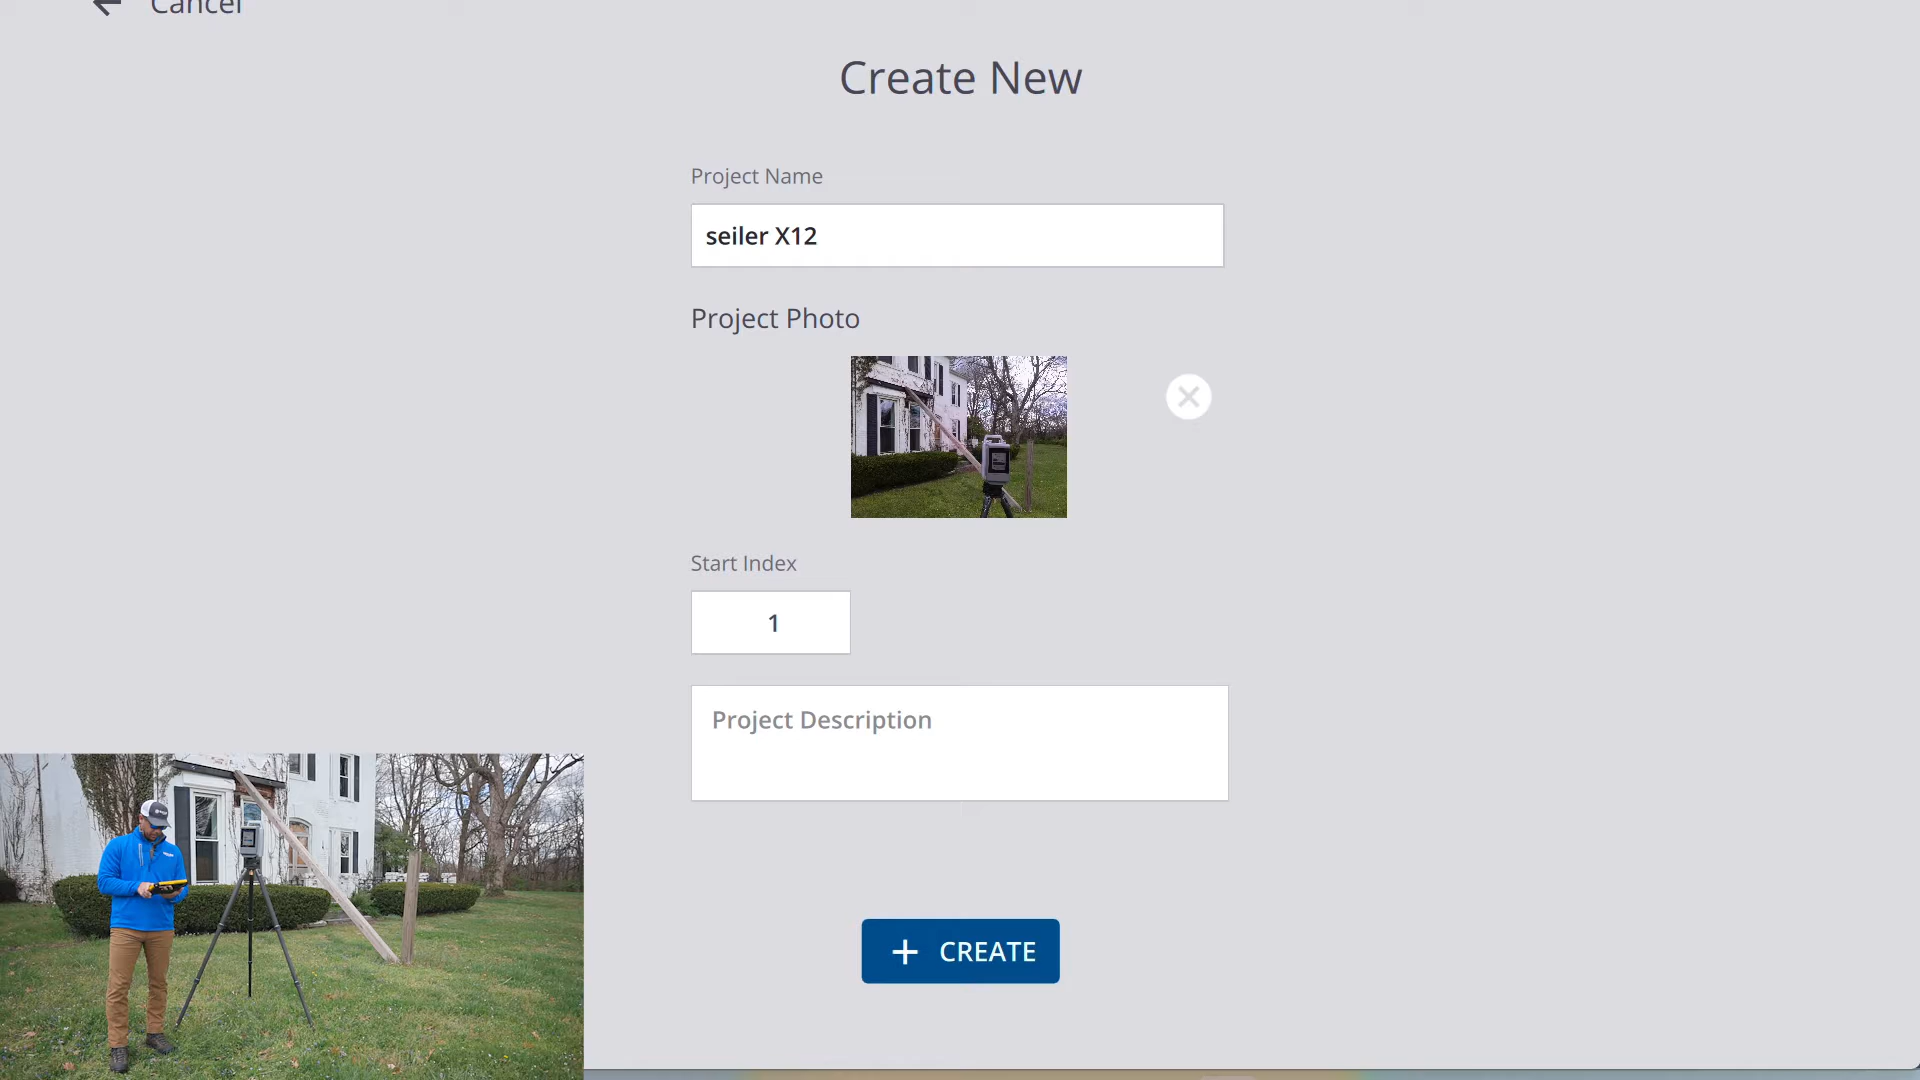 Cancel
Create New
Project Name
seiler X12
Project Photo
Start Index
1
Project Description
CREATE